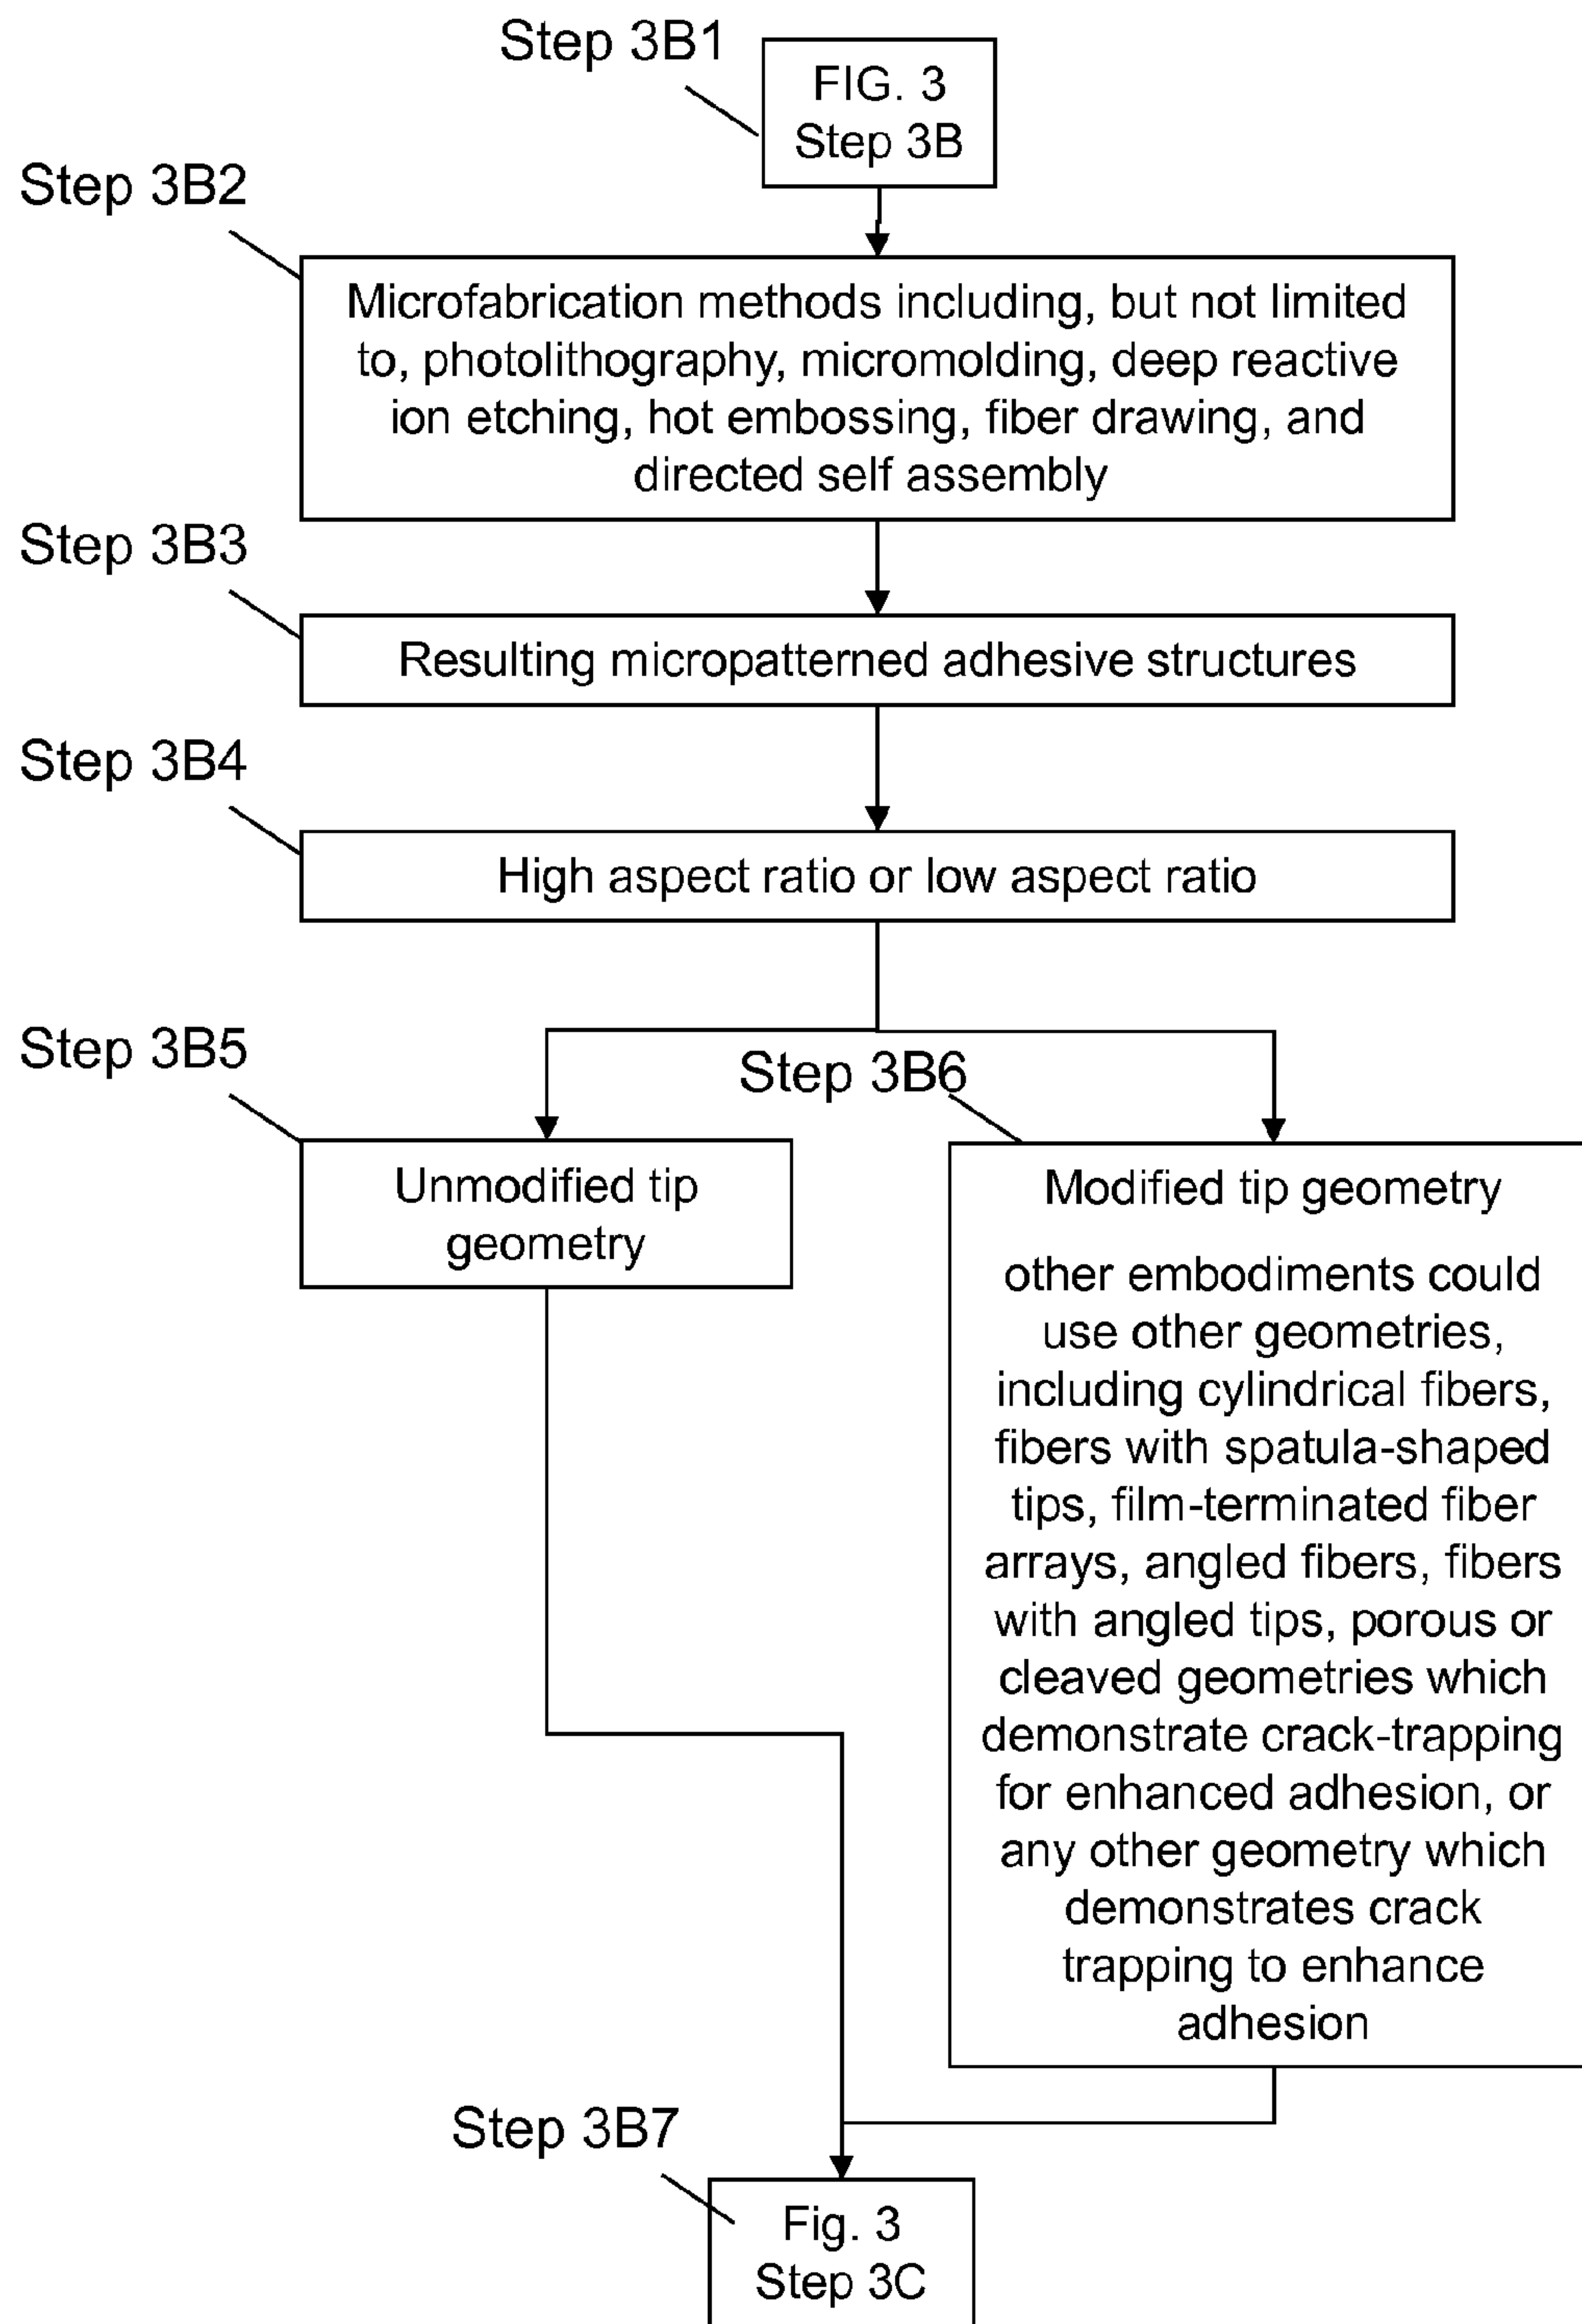 Step 3B1
FIG. 3
Step 3B
Step 3B2
Microfabrication methods including, but not limited
to, photolithography, micromolding, deep reactive
ion etching, hot embossing, fiber drawing, and
directed self assembly
Step 3B3
Resulting micropatterned adhesive structures
Step 3B4
High aspect ratio or low aspect ratio
Step 3B5
Unmodified tip
geometry
Step 3B6
Modified tip geometry
other embodiments could
use other geometries,
including cylindrical fibers,
fibers with spatula-shaped
tips, film-terminated fiber
arrays, angled fibers, fibers
with angled tips, porous or
cleaved geometries which
demonstrate crack-trapping
for enhanced adhesion, or
any other geometry which
demonstrates crack
trapping to enhance
adhesion
Step 3B7
Fig. 3
Step 3C